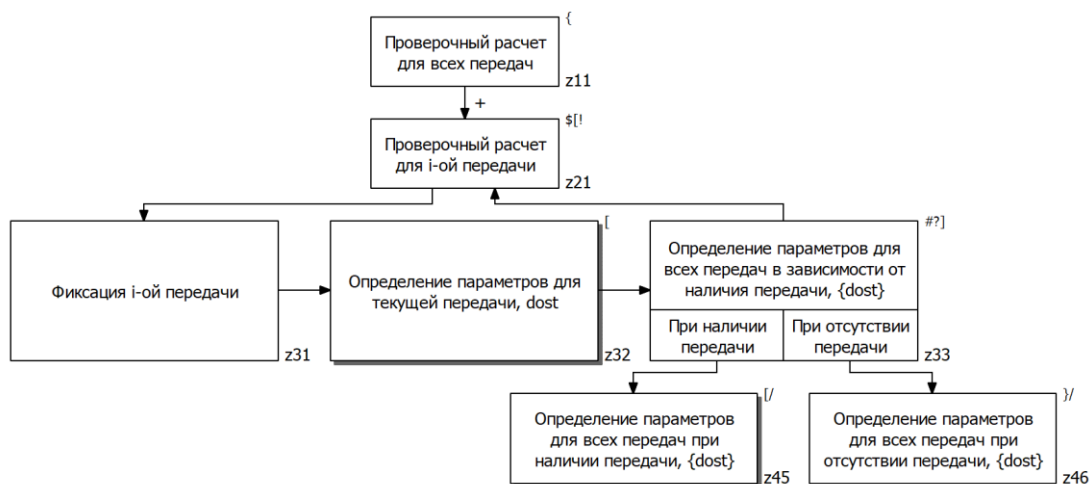 {
Проверочный расчет
для всех передач
z11
+
$[!
Проверочный расчет
для i-ой передачи
z21
Фиксация i-ой передачи
z31
[
Определение параметров для
текущей передачи, dost
z32
#?]
Определение параметров для
всех передач в зависимости от
наличия передачи, {dost}
При наличии
передачи
При отсутствии
передачи
z33
[/
Определение параметров
для всех передач при
наличии передачи, {dost}
z45
}/
Определение параметров
для всех передач при
отсутствии передачи, {dost}
z46